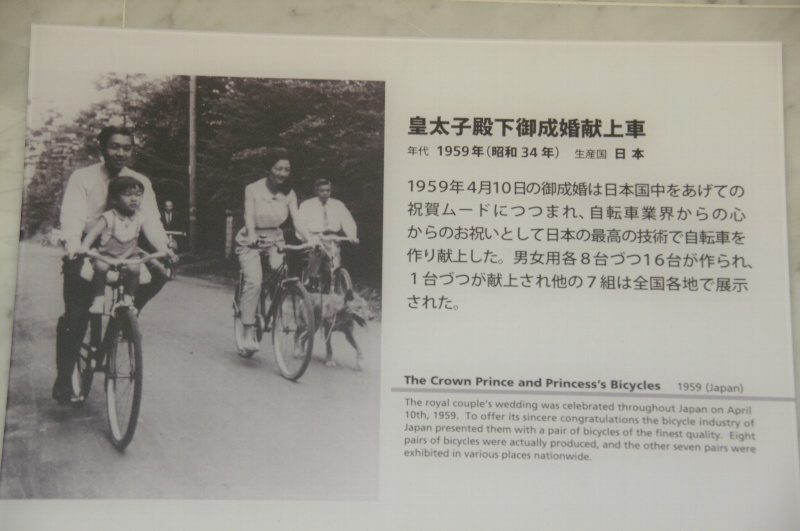 皇太子殿下御成婚献上車
年代 1959年(昭和34年) 生産国 日本
1959年4月10日の御成婚は日本国中をあげての
祝賀ムードにつつまれ、自転車業界からの心
からのお祝いとして日本の最高の技術で自転車を
作り献上した。男女用各8台づつ16台が作られ、
1台づつが献上され他の7組は全国各地で展示
された。
The Crown Prince and Princess's Bicycles 1959 (Japan)
The royal couple's wedding was celebrated throughout Japan on April
10th, 1959. To offer its sincere congratulations the bicycle industry of
Japan presented them with a pair of bicycles of the finest quality. Eight
pairs of bicycles were actually produced, and the other seven pairs were
exhibited in various places nationwide.